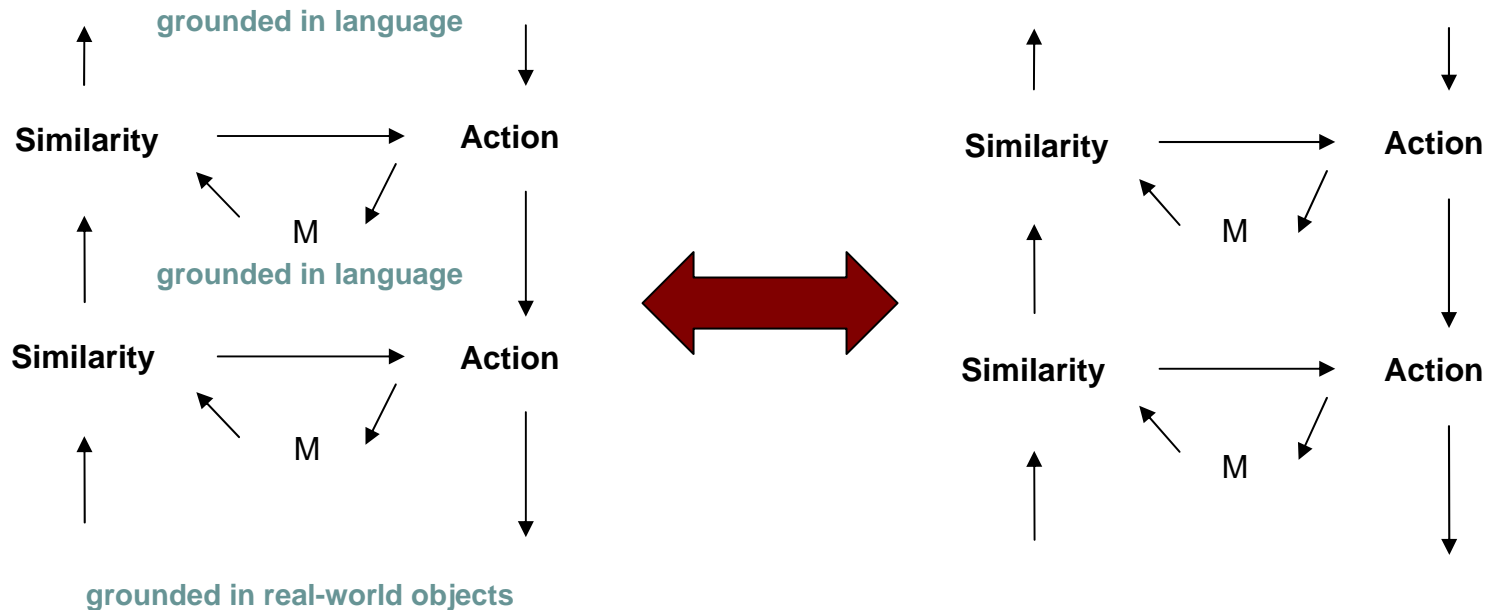 grounded in language
Similarity Action
M
grounded in language
Similarity Action
M
grounded in real-world objects
Similarity Action
M
Similarity Action
M